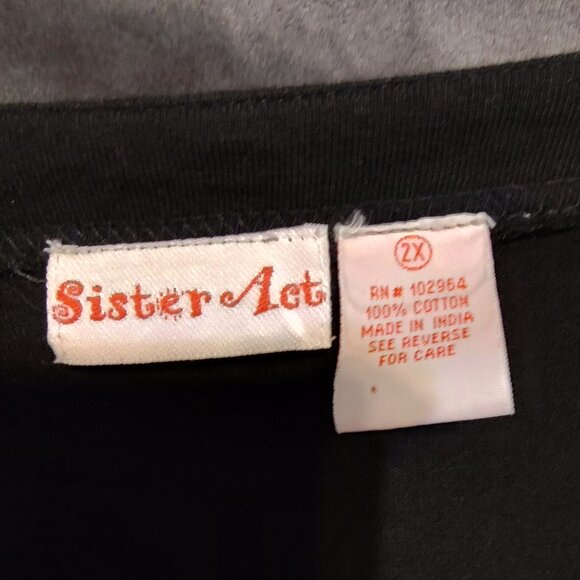 Sister Act
2X
RN# 102964
100% COTTON
MADE IN INDIA
SEE REVERSE
FOR CARE